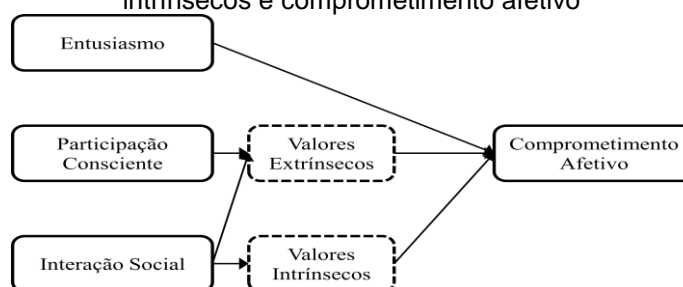 intrínsecos e comprometimento afetivo
Entusiasmo
Participação
Consciente
Valores
Extrínsecos
Comprometimento
Afetivo
Interação Social
Valores
Intrínsecos